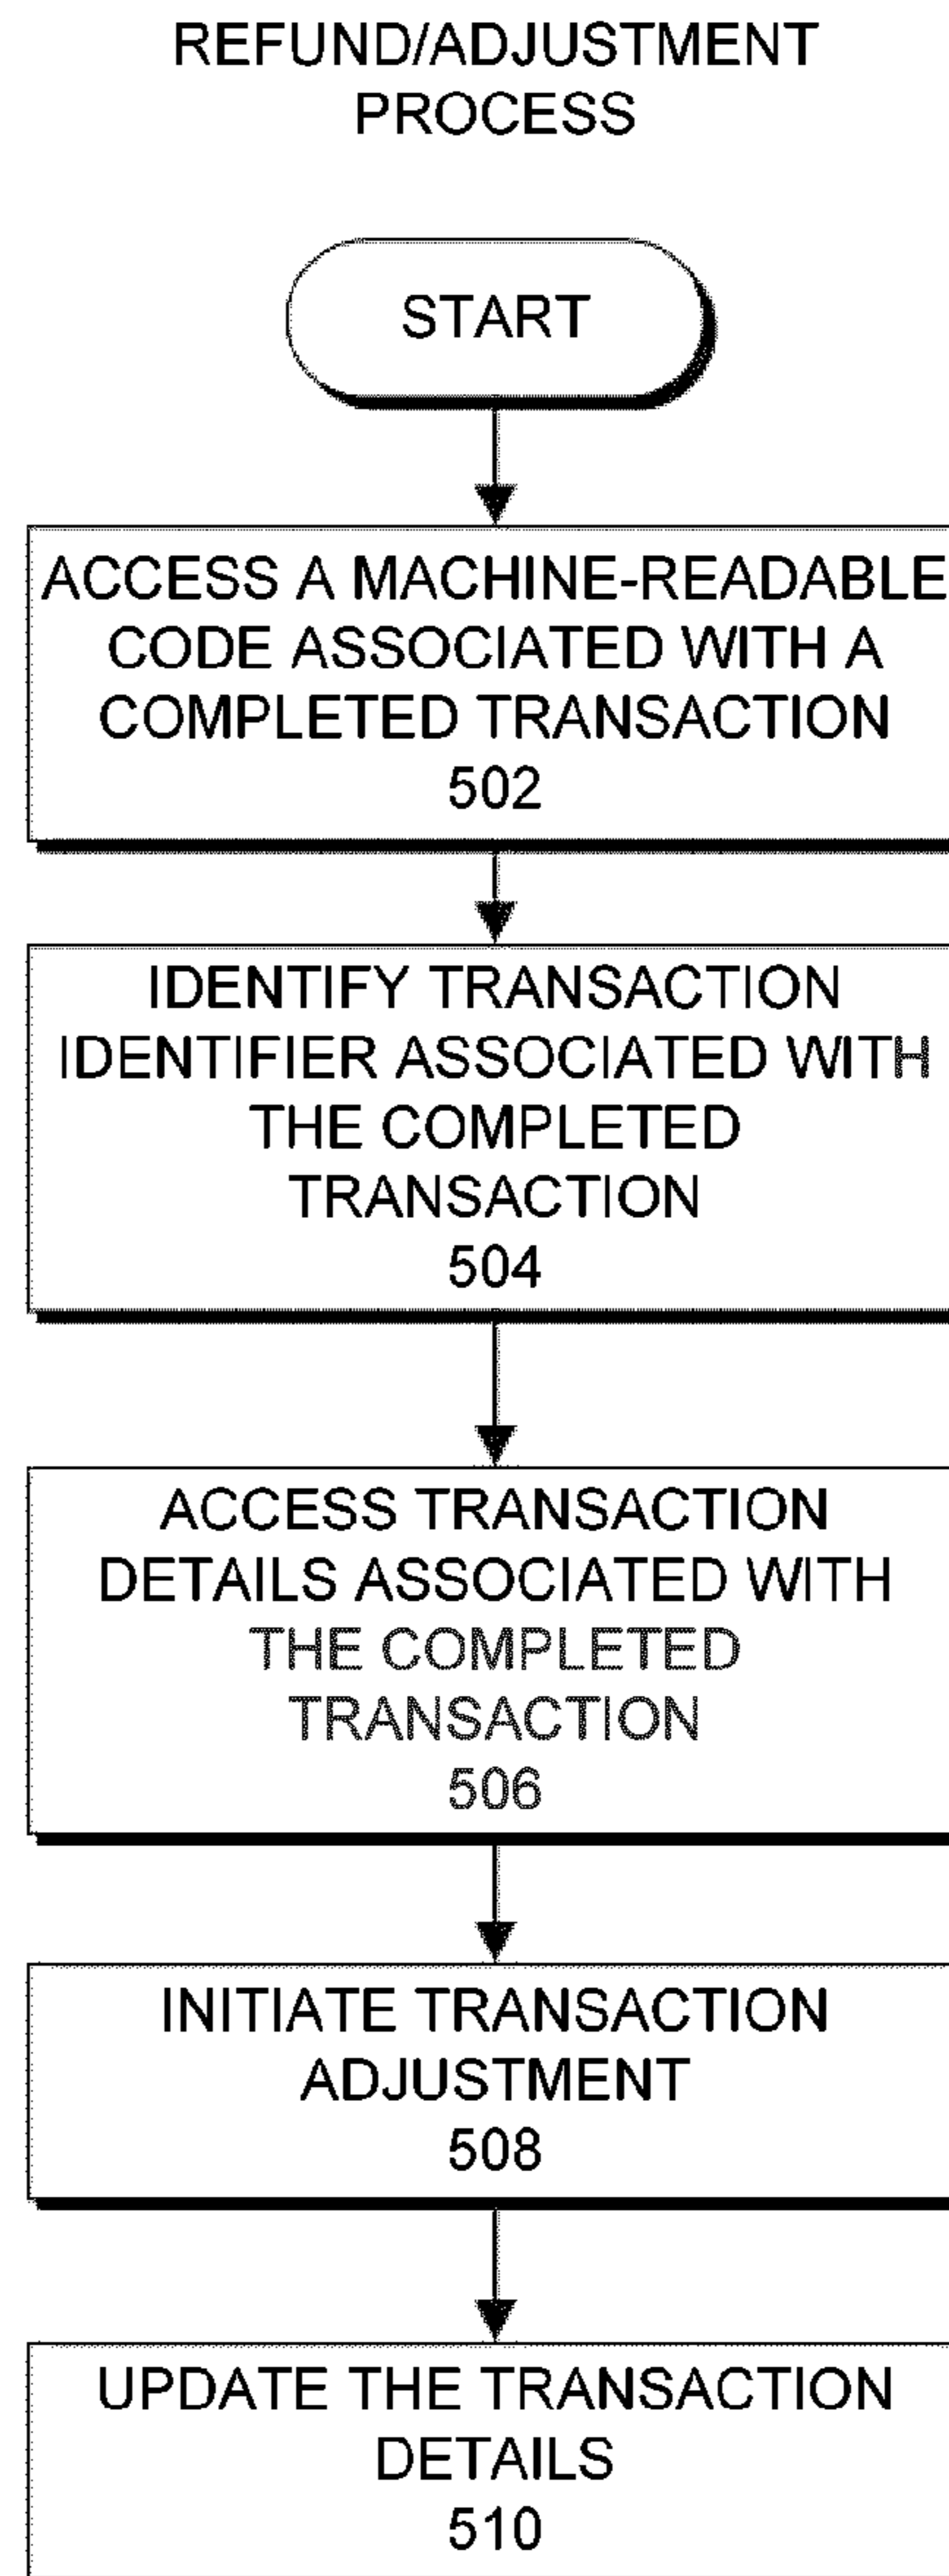 REFUND/ADJUSTMENT
PROCESS
START
ACCESS A MACHINE-READABLE
CODE ASSOCIATED WITH A
COMPLETED TRANSACTION
502
IDENTIFY TRANSACTION
IDENTIFIER ASSOCIATED WITH
THE COMPLETED
TRANSACTION
504
ACCESS TRANSACTION
DETAILS ASSOCIATED WITH
THE COMPLETED
TRANSACTION
506
INITIATE TRANSACTION
ADJUSTMENT
508
UPDATE THE TRANSACTION
DETAILS
510